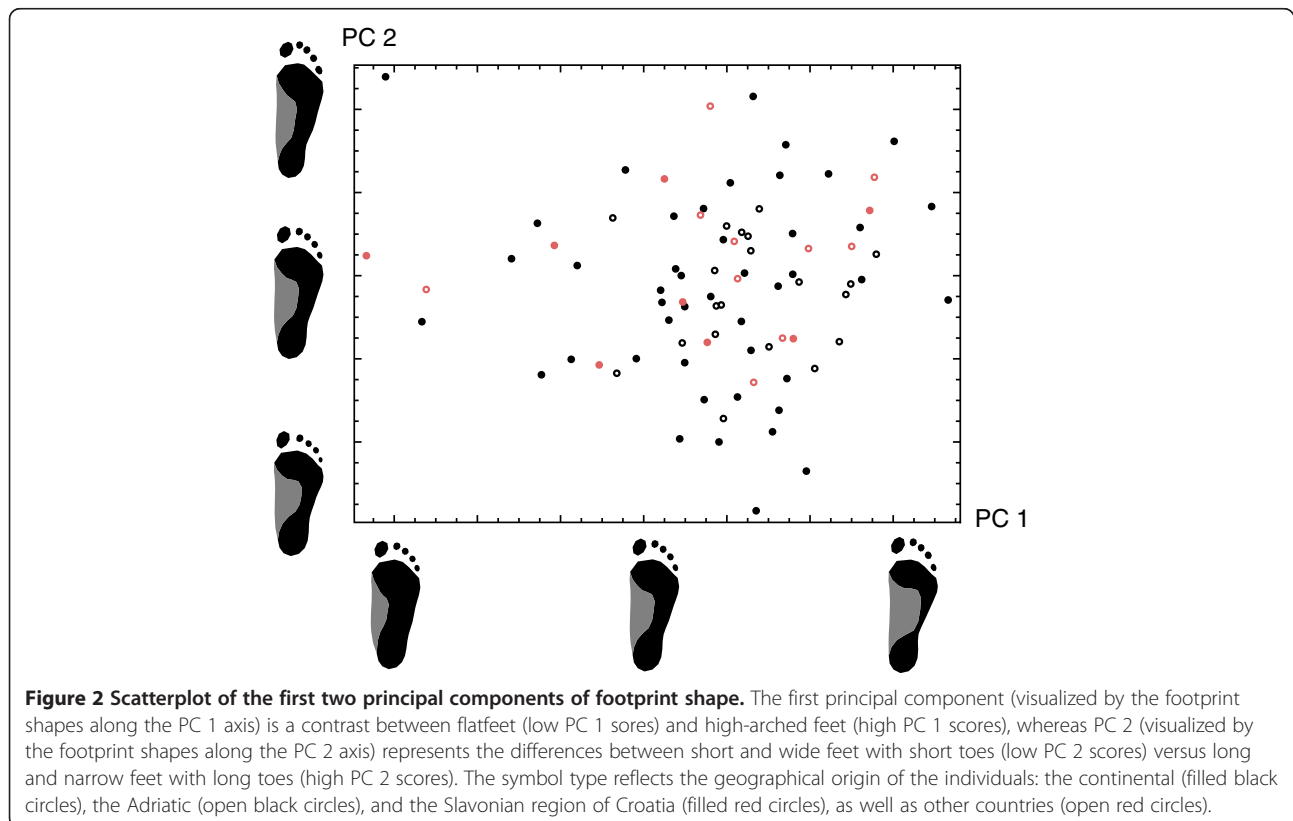 PC 2
PC 1
Figure 2 Scatterplot of the first two principal components of footprint shape. The first principal component (visualized by the footprint
shapes along the PC 1 axis) is a contrast between flatfeet (low PC 1 sores) and high-arched feet (high PC 1 scores), whereas PC 2 (visualized by
the footprint shapes along the PC 2 axis) represents the differences between short and wide feet with short toes (low PC 2 scores) versus long
and narrow feet with long toes (high PC 2 scores). The symbol type reflects the geographical origin of the individuals: the continental (filled black
circles), the Adriatic (open black circles), and the Slavonian region of Croatia (filled red circles), as well as other countries (open red circles).